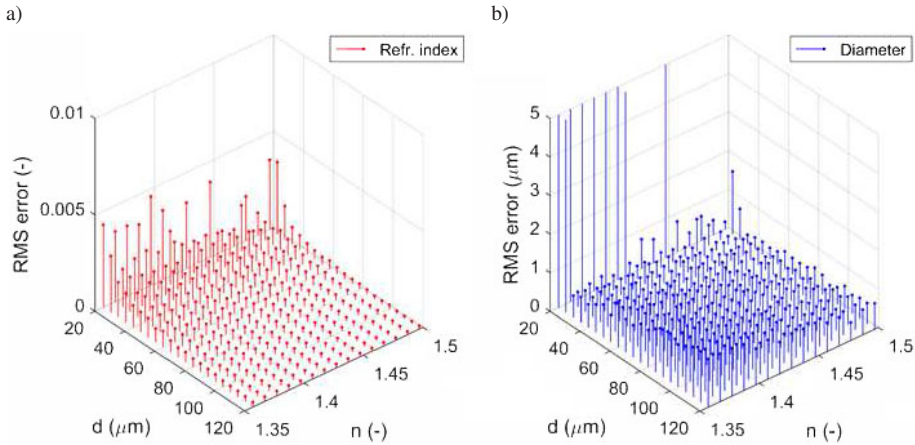 a)
Refr. index
0.01
0.005
0
RMS error (-)
20
40
60
80
100
120
d (μm)
1.35
1.4
1.45
1.5
n (-)
b)
Diameter
5
4
3
2
1
0
RMS error (μm)
20
40
60
80
100
120
d (μm)
1.35
1.4
1.45
1.5
n (-)